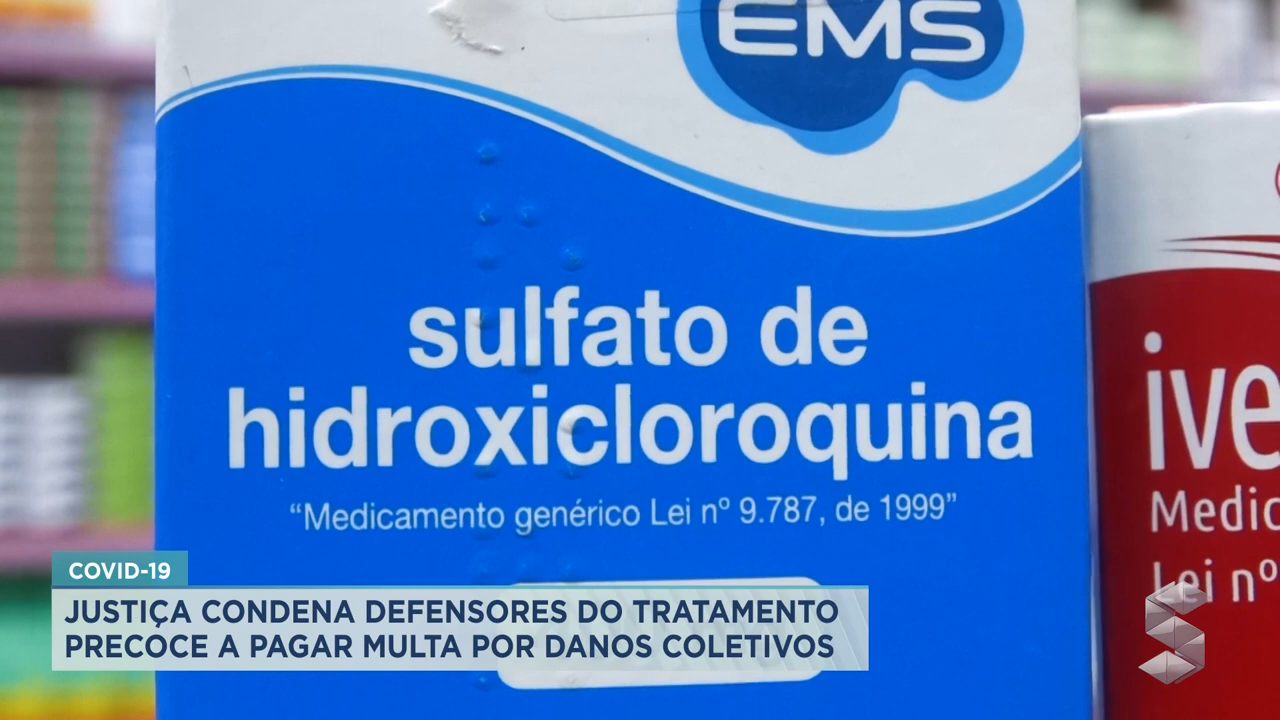 EMS
sulfato de
hidroxicloroquina
“Medicamento genérico Lei nº 9.787, de 1999”
ive
Medic
Lei nº
COVID-19
JUSTIÇA CONDENA DEFENSORES DO TRATAMENTO
PRECOCE A PAGAR MULTA POR DANOS COLETIVOS